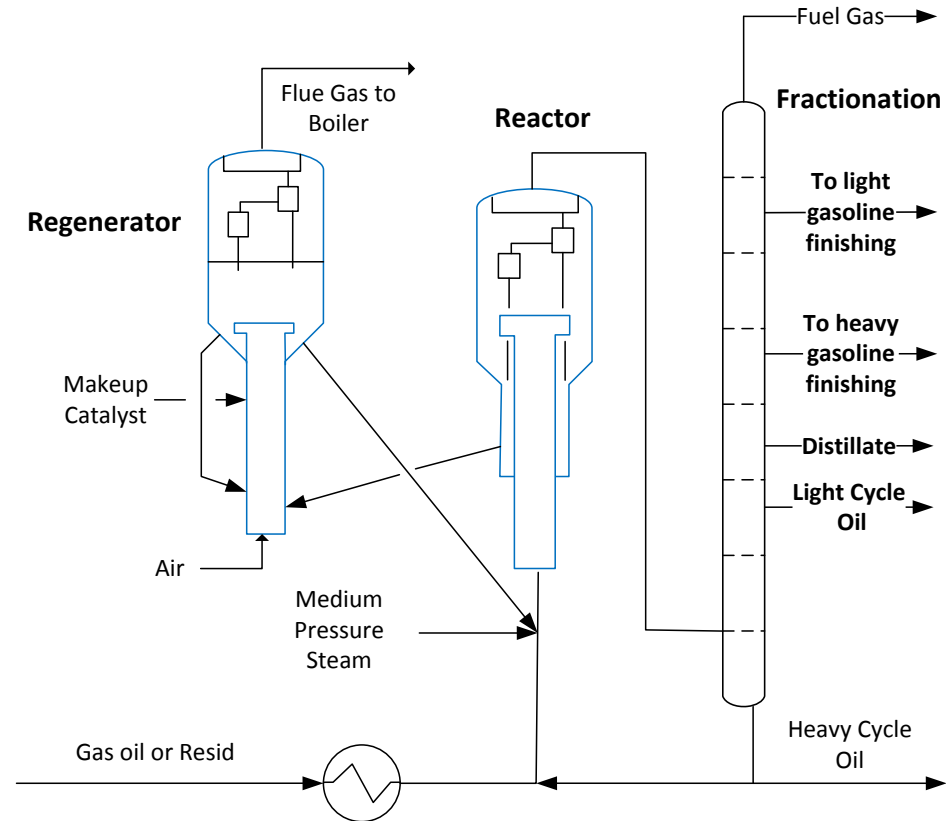 Fuel Gas
Flue Gas to
Boiler
Fractionation
Reactor
To light
gasoline
finishing
Regenerator
To heavy
gasoline
finishing
Makeup
Catalyst
Distillate
Light Cycle
Oil
Air
Medium
Pressure
Steam
Gas oil or Resid
Heavy Cycle
Oil